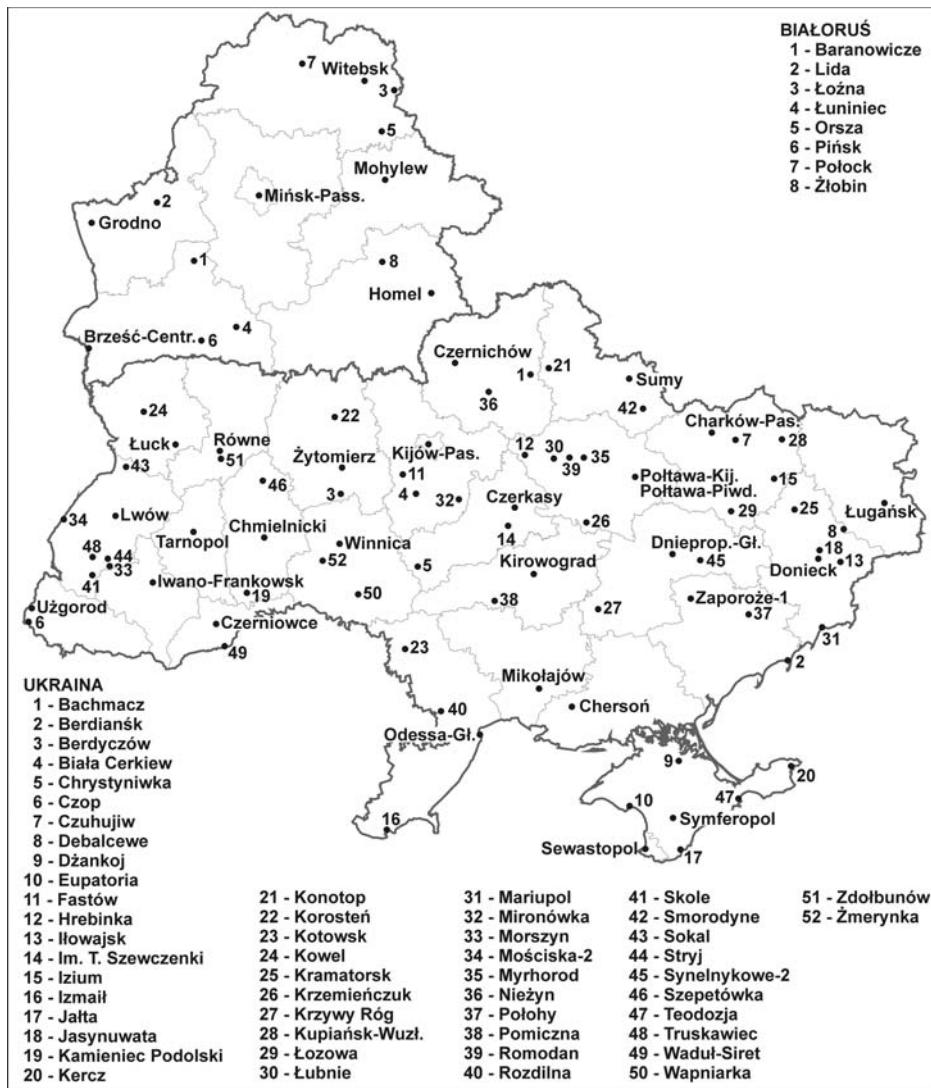 BIAŁORUŚ
1 - Baranowicze
2 - Lida
3 - Łoźna
4 - Łuniniec
5 - Orsza
6 - Pińsk
7 - Połock
8 - Żłobin
7
Witebsk
3
5
Mohylew
Mińsk-Pass.
2
Grodno
1
8
Homel
4
6
Brześć-Centr.
Czernichów
21
1
Sumy
36
42
24
22
Charków-Pas.
7
28
Łuck
Równe
51
Kijów-Pas.
12
30
39
35
43
Żytomierz
11
Połtawa-Kij.
Połtawa-Piwd.
15
46
3
4
32
Czerkasy
25
29
Ługańsk
34
Lwów
Chmielnicki
14
26
8
Tarnopol
Winnica
Dnieprop.-Gł.
18
48
44
33
52
5
Kirowograd
45
Donieck
13
41
Iwano-Frankowsk
19
50
38
27
Zaporoże-1
37
Użgorod
6
Czerniowce
31
49
23
2
Mikołajów
40
Chersoń
Odessa-Gł.
9
20
47
10
16
Symferopol
Sewastopol
17
UKRAINA
1 - Bachmacz
2 - Berdianśk
3 - Berdyczów
4 - Biała Cerkiew
5 - Chrystyniwka
6 - Czop
7 - Czuhujiw
8 - Debalcewe
9 - Dżankoj
10 - Eupatoria
11 - Fastów
12 - Hrebinka
13 - Iłowajsk
14 - Im. T. Szewczenki
15 - Izium
16 - Izmaił
17 - Jałta
18 - Jasynuwata
19 - Kamieniec Podolski
20 - Kercz
21 - Konotop
22 - Korosteń
23 - Kotowsk
24 - Kowel
25 - Kramatorsk
26 - Krzemieńczuk
27 - Krzywy Róg
28 - Kupiańsk-Wuzł.
29 - Łozowa
30 - Łubnie
31 - Mariupol
32 - Mironówka
33 - Morszyn
34 - Mościska-2
35 - Myrhorod
36 - Nieżyn
37 - Połohy
38 - Pomiczna
39 - Romodan
40 - Rozdilna
41 - Skole
42 - Smorodyne
43 - Sokal
44 - Stryj
45 - Synelnykowe-2
46 - Szepetówka
47 - Teodozja
48 - Truskawiec
49 - Waduł-Siret
50 - Wapniarka
51 - Zdołbunów
52 - Żmerynka